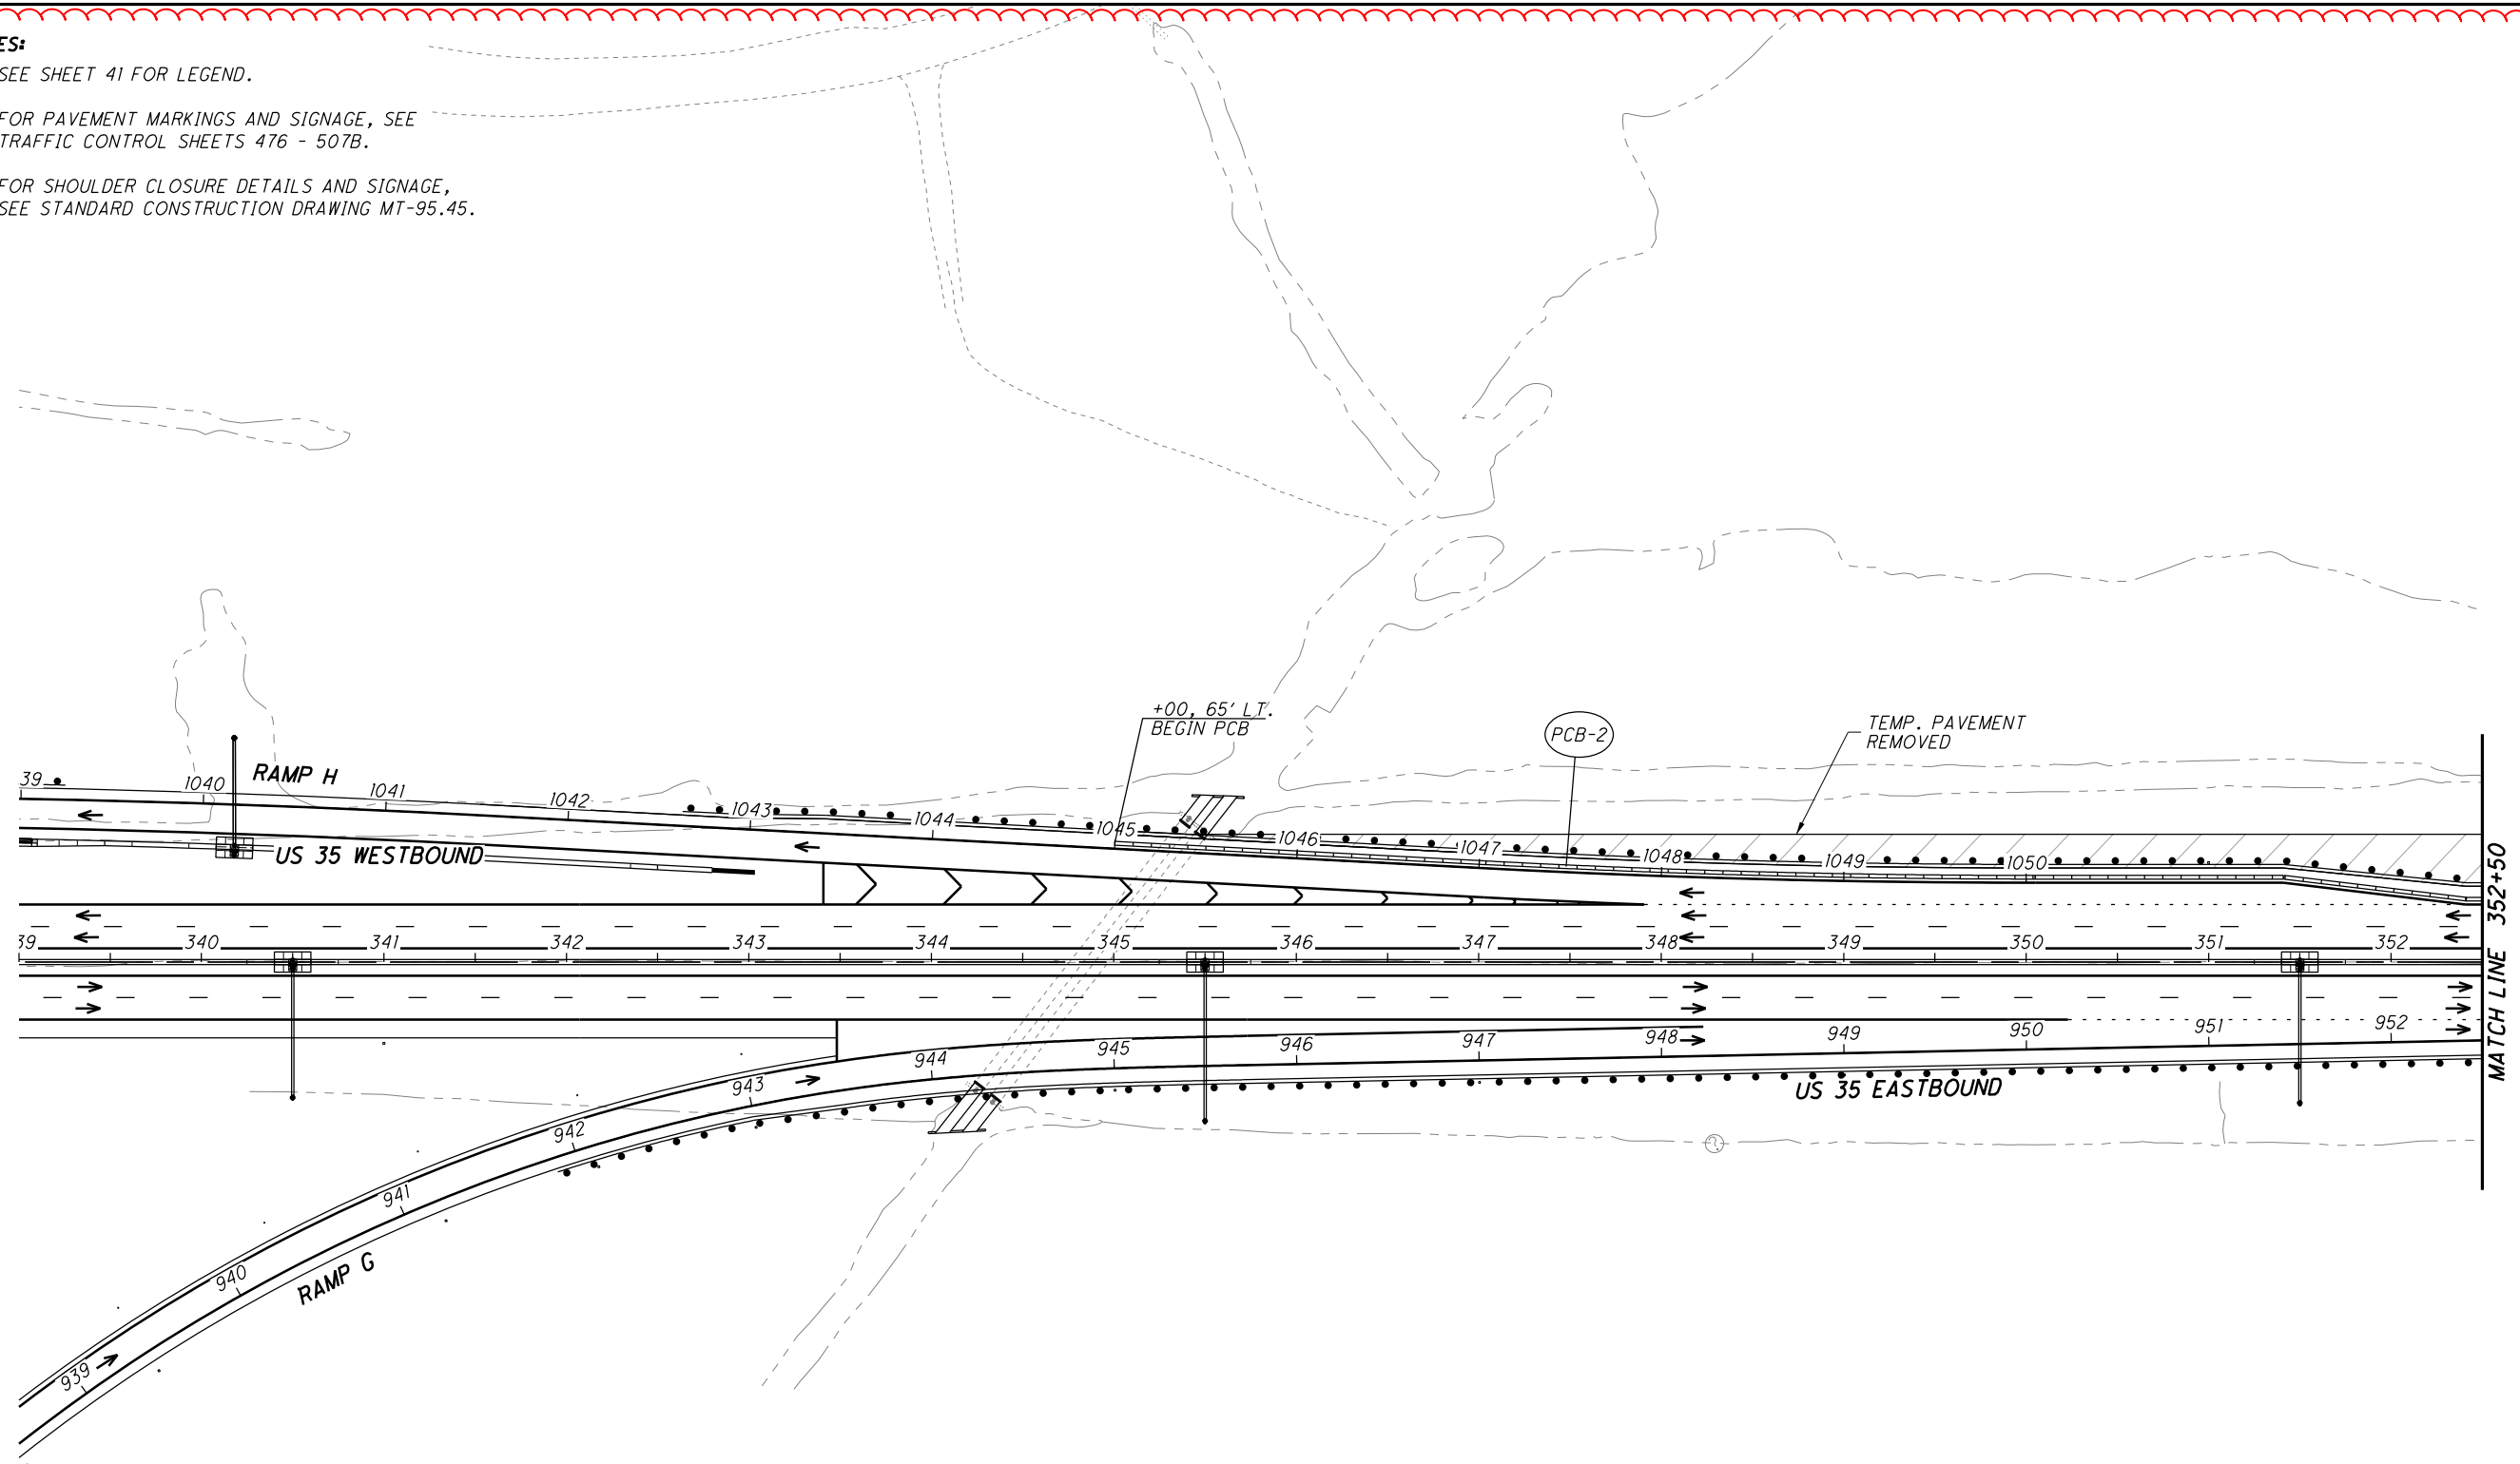 ES:
SEE SHEET 41 FOR LEGEND.
FOR PAVEMENT MARKINGS AND SIGNAGE, SEE
TRAFFIC CONTROL SHEETS 476 - 507B.
FOR SHOULDER CLOSURE DETAILS AND SIGNAGE,
SEE STANDARD CONSTRUCTION DRAWING MT-95.45.
+00, 65' LT.
BEGIN PCB
PCB-2
TEMP. PAVEMENT
REMOVED
39
1040
RAMP H
1041
1042
1043
1044
1045
1046
1047
1048
1049
1050
US 35 WESTBOUND
39
340
341
342
343
344
345
346
347
348
349
350
351
352
MATCH LINE 352+50
939
940
941
942
943
944
945
946
947
948
949
950
951
952
US 35 EASTBOUND
RAMP G